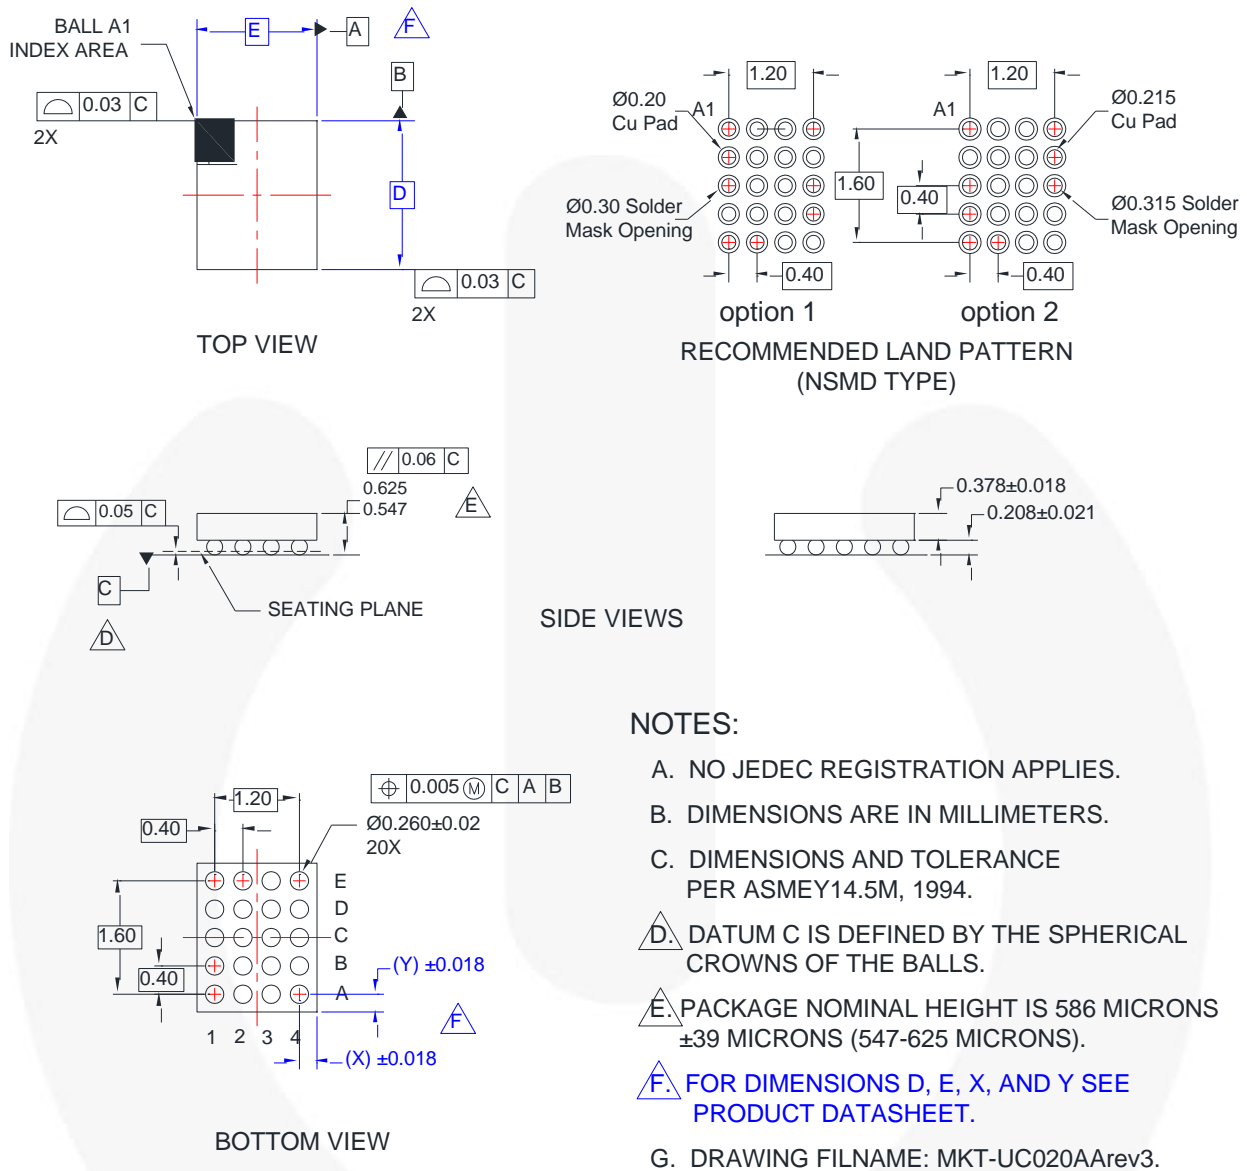 BALL A1
INDEX AREA
E
A
F
B
0.03 C
2X
D
0.03 C
2X
TOP VIEW
1.20
1.20
Ø0.20
Cu Pad
A1
A1
Ø0.215
Cu Pad
1.60
0.40
Ø0.30 Solder
Mask Opening
Ø0.315 Solder
Mask Opening
0.40
0.40
option 1
option 2
RECOMMENDED LAND PATTERN
(NSMD TYPE)
// 0.06 C
0.625
0.547
E
0.05 C
C
D
SEATING PLANE
0.378±0.018
0.208±0.021
SIDE VIEWS
0.005 Ⓜ C A B
1.20
0.40
Ø0.260±0.02
20X
E
D
C
B
A
1.60
0.40
(Y) ±0.018
F
1 2 3 4
(X) ±0.018
BOTTOM VIEW
NOTES:
A. NO JEDEC REGISTRATION APPLIES.
B. DIMENSIONS ARE IN MILLIMETERS.
C. DIMENSIONS AND TOLERANCE
PER ASMEY14.5M, 1994.
D. DATUM C IS DEFINED BY THE SPHERICAL
CROWNS OF THE BALLS.
E. PACKAGE NOMINAL HEIGHT IS 586 MICRONS
±39 MICRONS (547-625 MICRONS).
F. FOR DIMENSIONS D, E, X, AND Y SEE
PRODUCT DATASHEET.
G. DRAWING FILNAME: MKT-UC020AArev3.